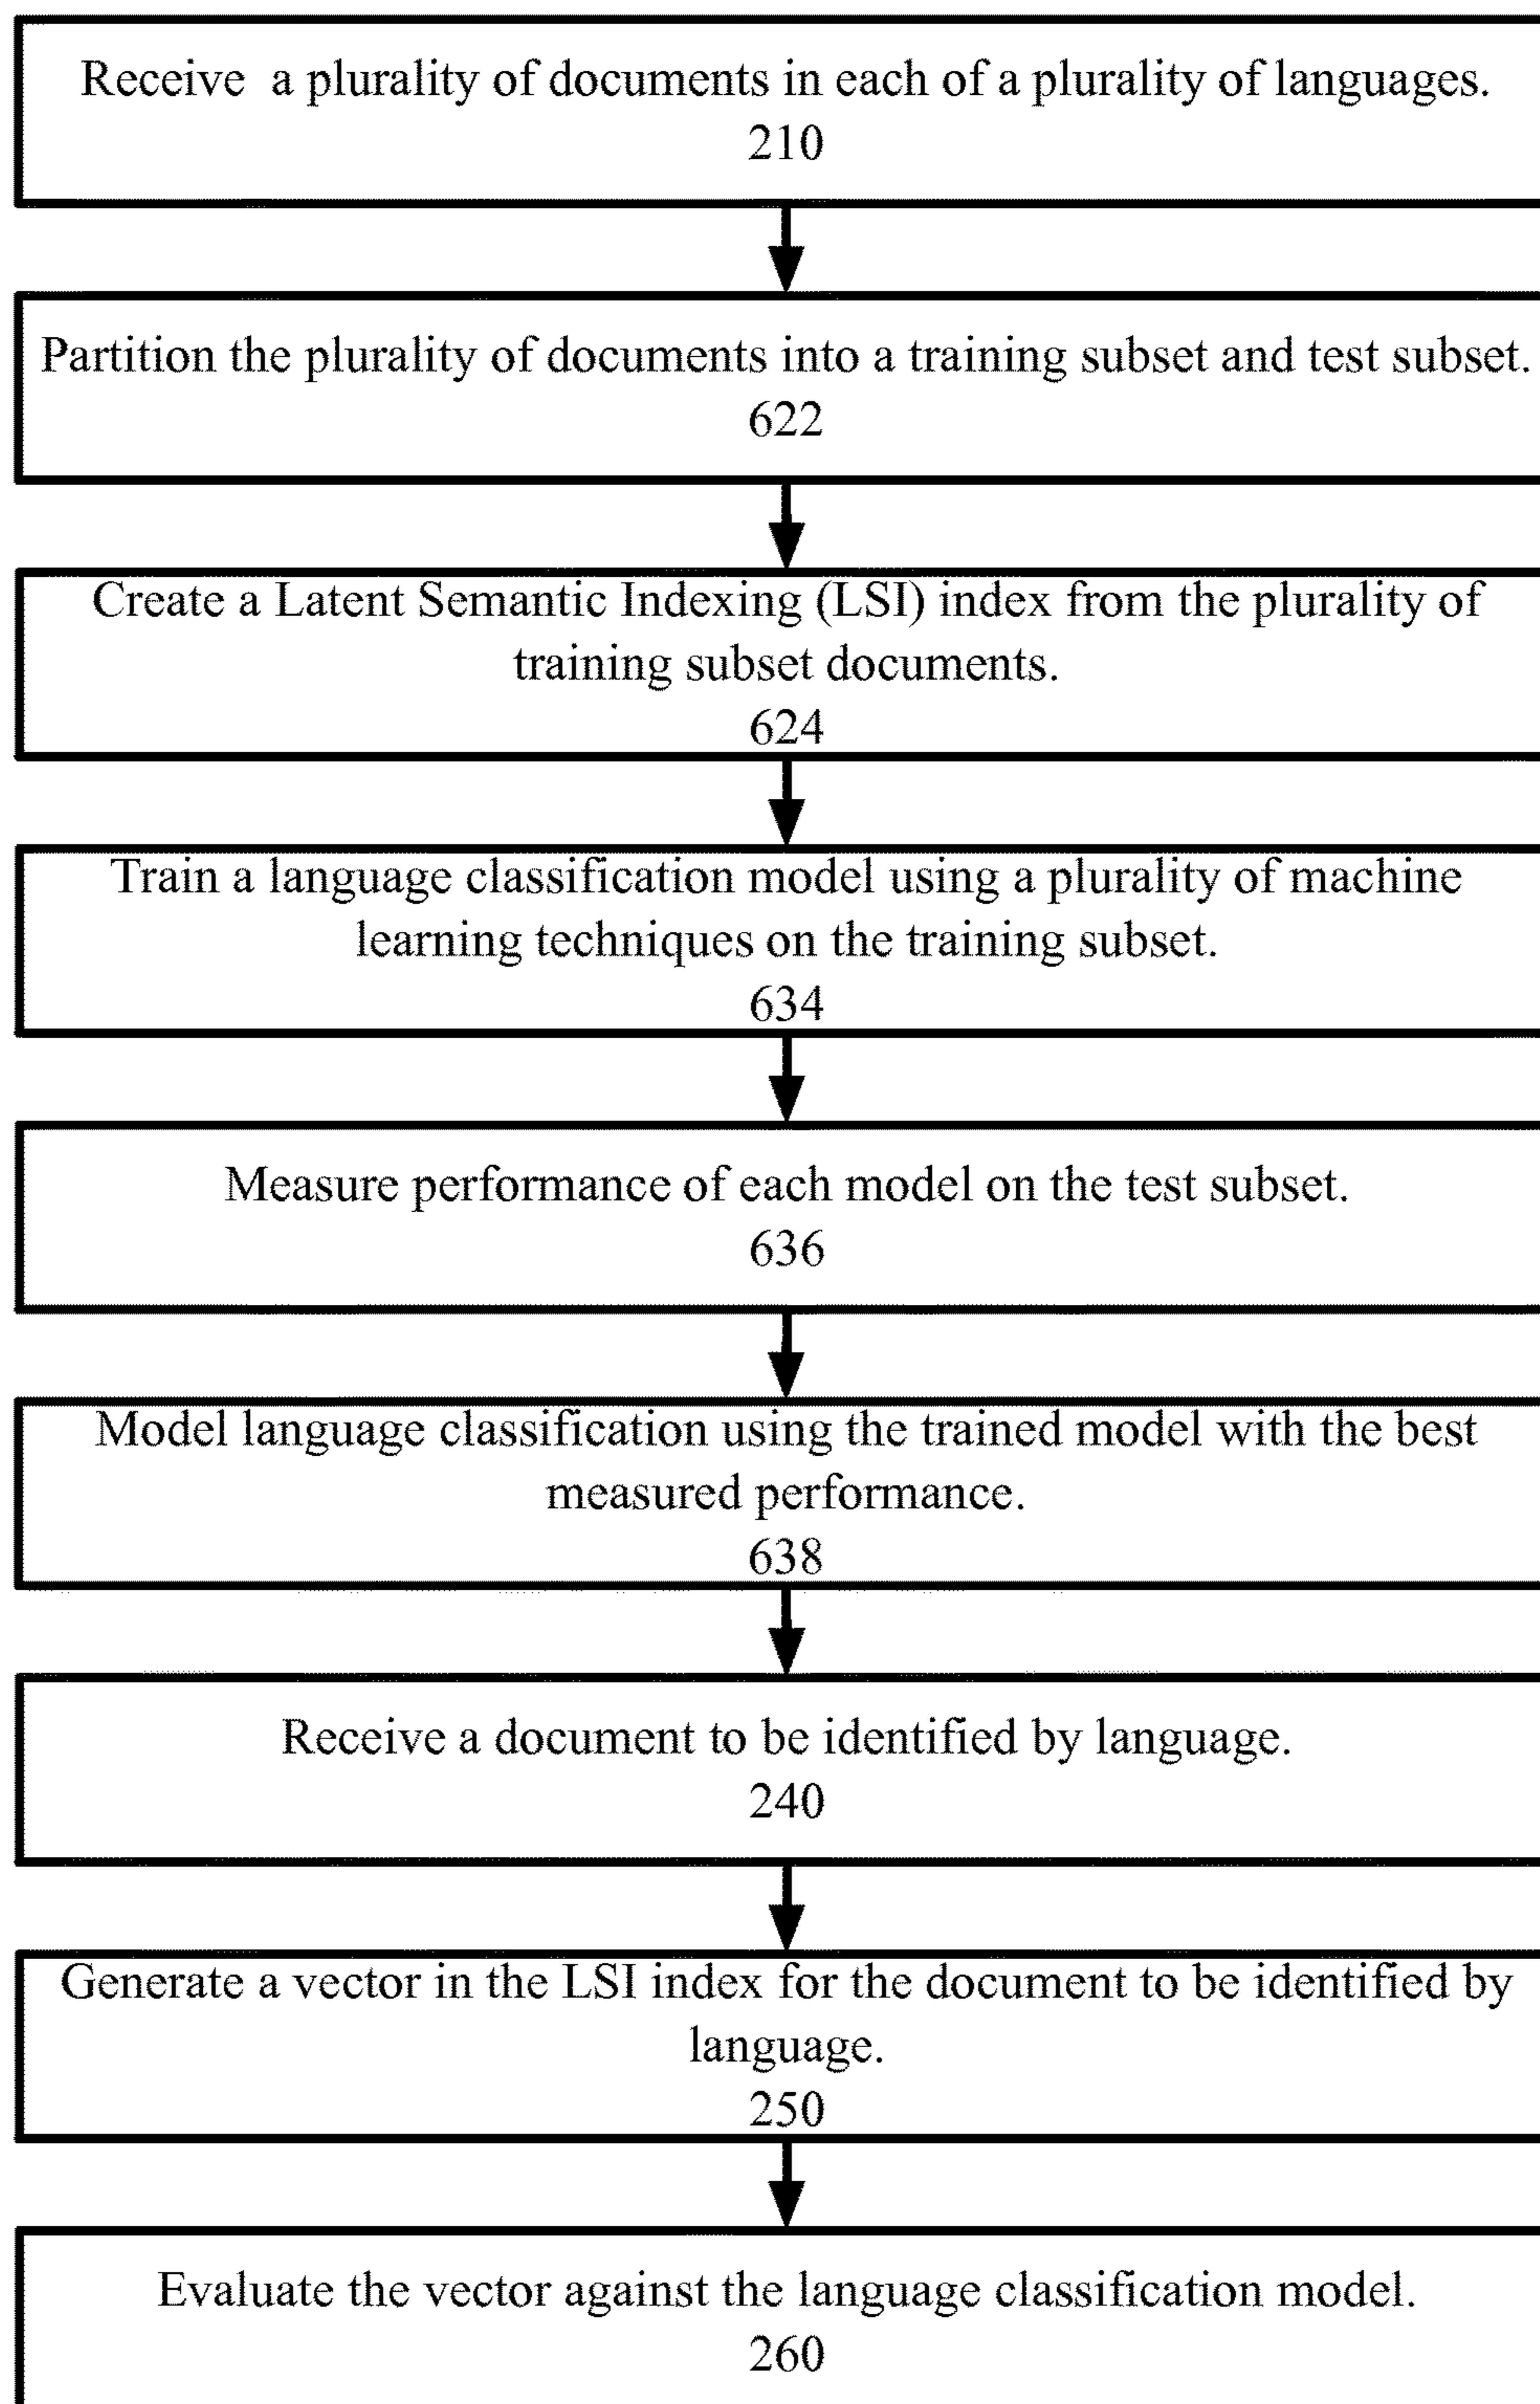 Receive a plurality of documents in each of a plurality of languages.
210
Partition the plurality of documents into a training subset and test subset.
622
Create a Latent Semantic Indexing (LSI) index from the plurality of
training subset documents.
624
Train a language classification model using a plurality of machine
learning techniques on the training subset.
634
Measure performance of each model on the test subset.
636
Model language classification using the trained model with the best
measured performance.
638
Receive a document to be identified by language.
240
Generate a vector in the LSI index for the document to be identified by
language.
250
Evaluate the vector against the language classification model.
260